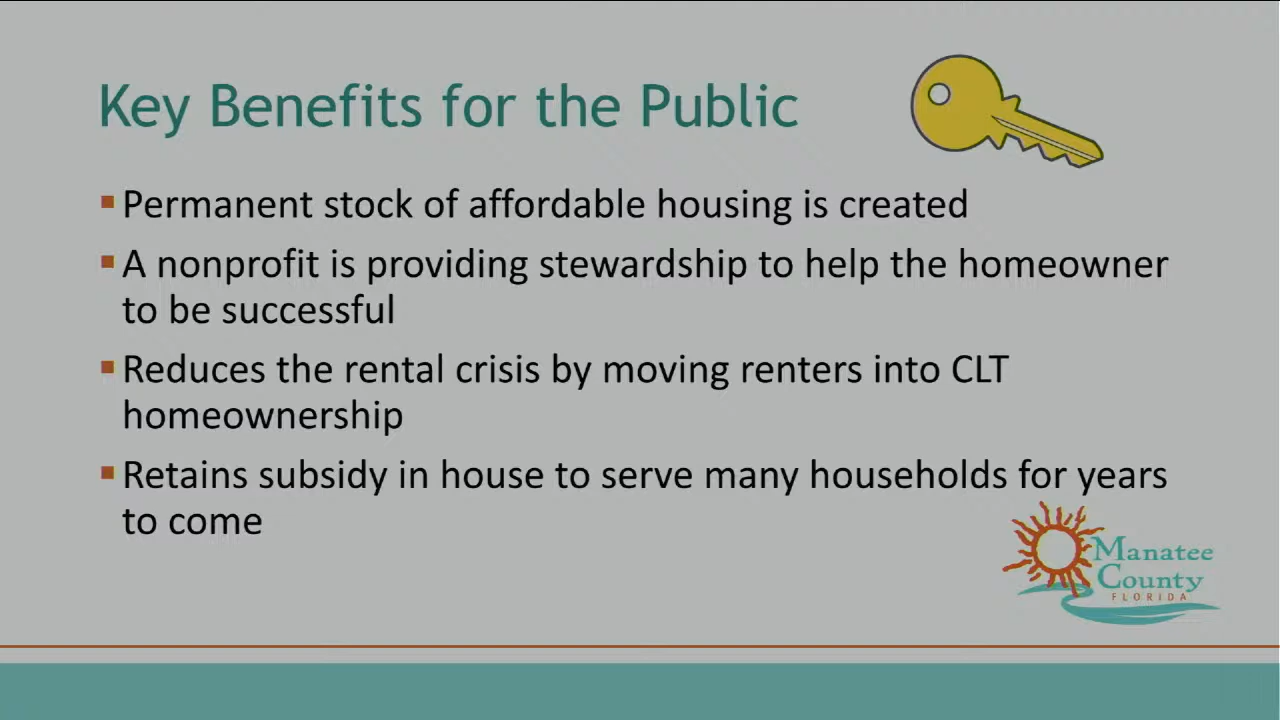 Key Benefits for the Public
Permanent stock of affordable housing is created
A nonprofit is providing stewardship to help the homeowner
to be successful
Reduces the rental crisis by moving renters into CLT
homeownership
Retains subsidy in house to serve many households for years
to come
Manatee
County
FLORIDA